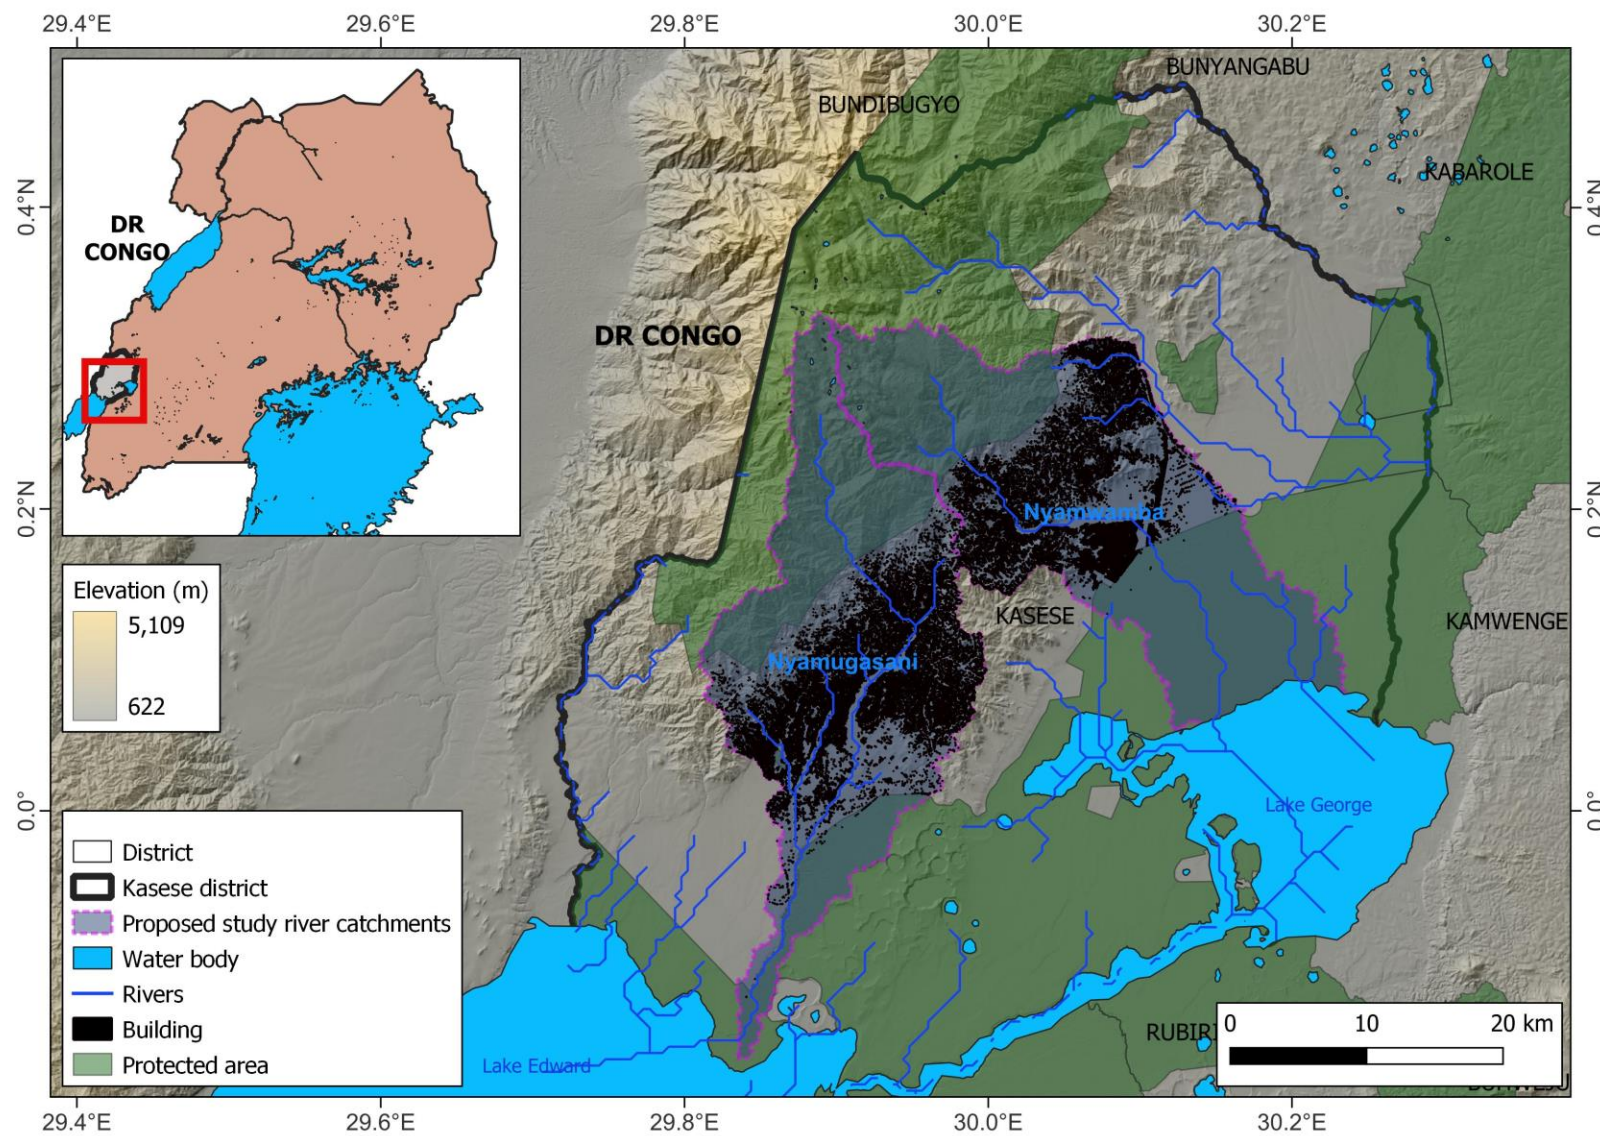 29.4°E 29.6°E 29.8°E 30.0°E 30.2°E
BUNYANGABU
BUNDIBUGYO
KABAROLE
0.4°N 0.4°N
DR
CONGO
DR CONGO
0.2°N 0.2°N
Nyamwamba
Elevation (m)
5,109
622
KASESE
KAMWENGE
Nyamugasani
0.0° 0.0°
Lake George
District
Kasese district
Proposed study river catchments
Water body
Rivers
Building
Protected area
Lake Edward
RUBIRI
0 10 20 km
29.4°E 29.6°E 29.8°E 30.0°E 30.2°E